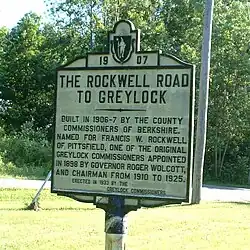 19 07
THE ROCKWELL ROAD
TO GREYLOCK
BUILT IN 1906-7 BY THE COUNTY
COMMISSIONERS OF BERKSHIRE.
NAMED FOR FRANCIS W. ROCKWELL
OF PITTSFIELD, ONE OF THE ORIGINAL
GREYLOCK COMMISSIONERS APPOINTED
IN 1898 BY GOVERNOR ROGER WOLCOTT,
AND CHAIRMAN FROM 1910 TO 1925.
ERECTED IN 1933 BY THE
GREYLOCK COMMISSIONERS